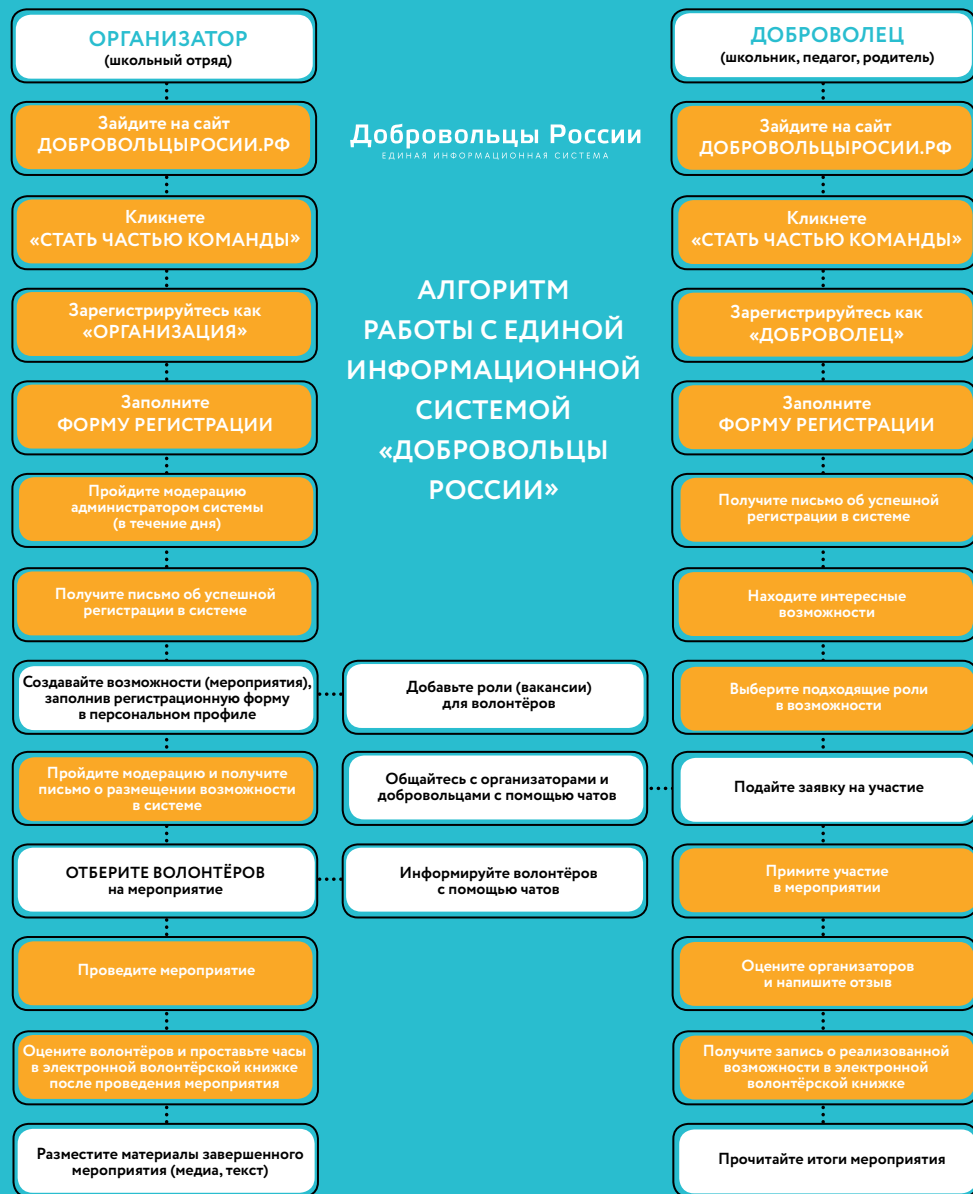 ОРГАНИЗАТОР
(школьный отряд)
Зайдите на сайт
ДОБРОВОЛЬЦЫРОСИИ.РФ
Кликнете
«СТАТЬ ЧАСТЬЮ КОМАНДЫ»
Зарегистрируйтесь как
«ОРГАНИЗАЦИЯ»
Заполните
ФОРМУ РЕГИСТРАЦИИ
Пройдите модерацию
администратором системы
(в течение дня)
Получите письмо об успешной
регистрации в системе
Создавайте возможности (мероприятия),
заполнив регистрационную форму
в персональном профиле
Пройдите модерацию и получите
письмо о размещении возможности
в системе
ОТБЕРИТЕ ВОЛОНТЁРОВ
на мероприятие
Проведите мероприятие
Оцените волонтёров и проставьте часы
в электронной волонтёрской книжке
после проведения мероприятия
Разместите материалы завершенного
мероприятия (медиа, текст)
Добровольцы России
ЕДИНАЯ ИНФОРМАЦИОННАЯ СИСТЕМА
АЛГОРИТМ
РАБОТЫ С ЕДИНОЙ
ИНФОРМАЦИОННОЙ
СИСТЕМОЙ
«ДОБРОВОЛЬЦЫ
РОССИИ»
Добавьте роли (вакансии)
для волонтёров
Общайтесь с организаторами и
добровольцами с помощью чатов
Информируйте волонтёров
с помощью чатов
ДОБРОВОЛЕЦ
(школьник, педагог, родитель)
Зайдите на сайт
ДОБРОВОЛЬЦЫРОСИИ.РФ
Кликнете
«СТАТЬ ЧАСТЬЮ КОМАНДЫ»
Зарегистрируйтесь как
«ДОБРОВОЛЕЦ»
Заполните
ФОРМУ РЕГИСТРАЦИИ
Получите письмо об успешной
регистрации в системе
Находите интересные
возможности
Выберите подходящие роли
в возможности
Подайте заявку на участие
Примите участие
в мероприятии
Оцените организаторов
и напишите отзыв
Получите запись о реализованной
возможности в электронной
волонтёрской книжке
Прочитайте итоги мероприятия